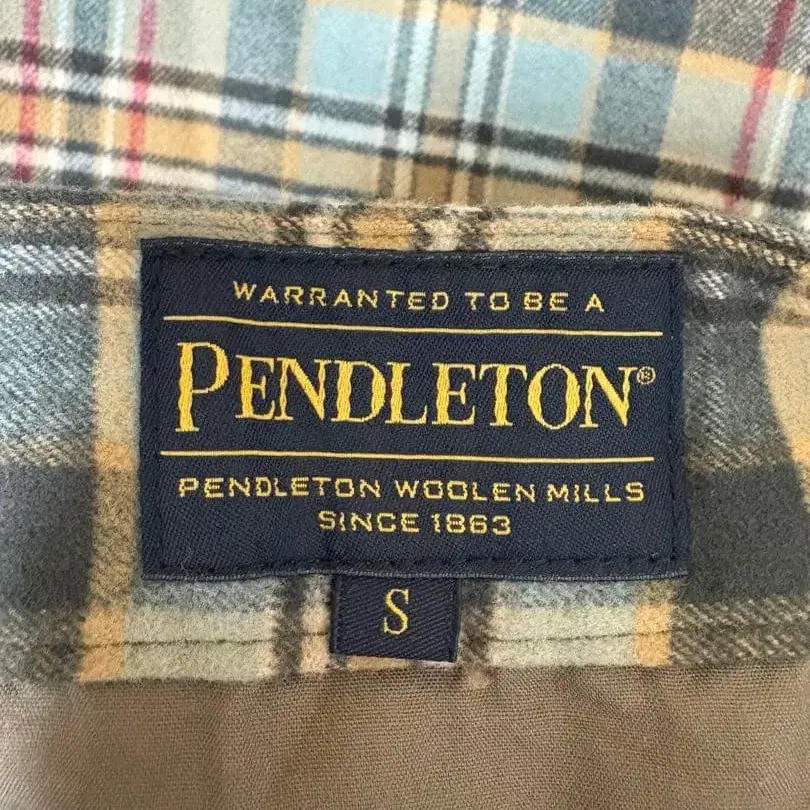 WARRANTED TO BE A
PENDLETON®
PENDLETON WOOLEN MILLS
SINCE 1863
S